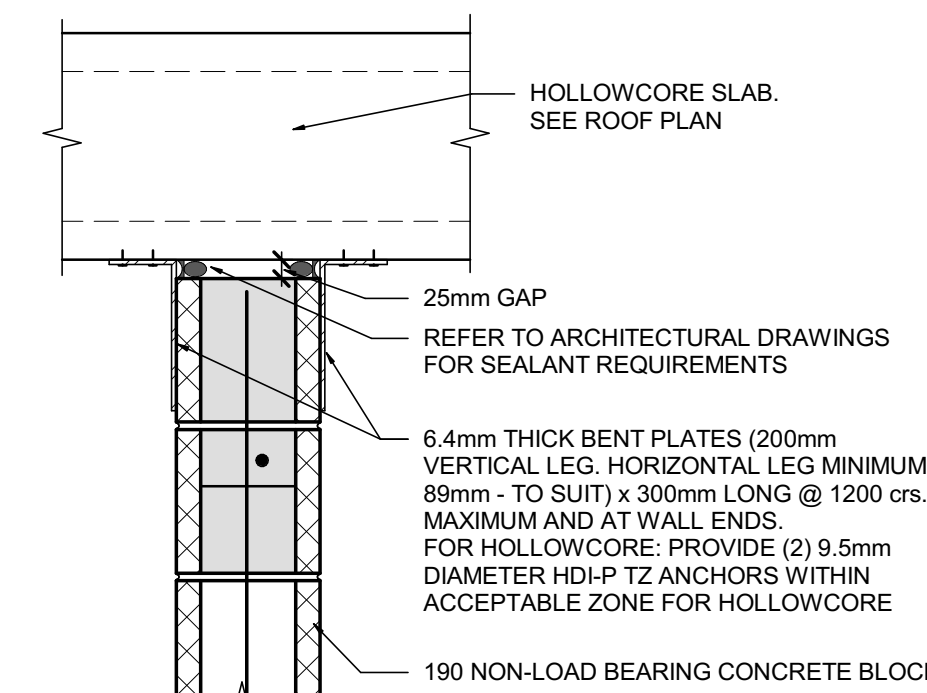 HOLLOWCORE SLAB.
SEE ROOF PLAN
25mm GAP
REFER TO ARCHITECTURAL DRAWINGS
FOR SEALANT REQUIREMENTS
6.4mm THICK BENT PLATES (200mm
VERTICAL LEG. HORIZONTAL LEG MINIMUM
89mm - TO SUIT) x 300mm LONG @ 1200 crs.
MAXIMUM AND AT WALL ENDS.
FOR HOLLOWCORE: PROVIDE (2) 9.5mm
DIAMETER HDI-P TZ ANCHORS WITHIN
ACCEPTABLE ZONE FOR HOLLOWCORE
190 NON-LOAD BEARING CONCRETE BLOC